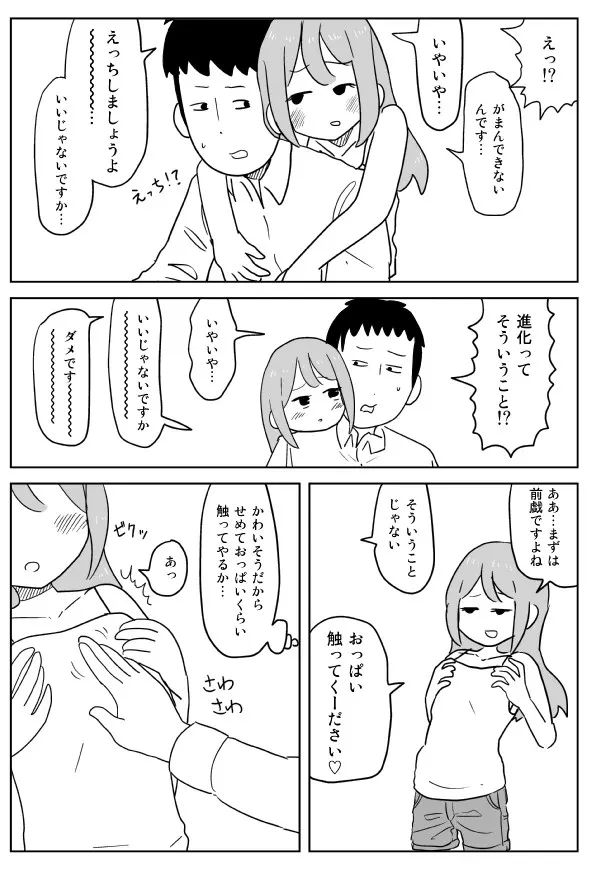 えっ!?
がまんできない
んです…
いやいや…
えっちしましょうよ
〜〜〜〜〜……
いいじゃないですか…
えっち!?
進化って
そういうこと!?
いやいや…
いいじゃないですか
〜〜〜〜〜〜〜
ダメです〜〜〜〜〜〜
ああ…まずは
前戯ですよね
そういうこと
じゃない
おっぱい
触ってくーださい♡
かわいそうだから
せめておっぱいくらい
触ってやるか…
あっ
ビクッ
さわ
さわ